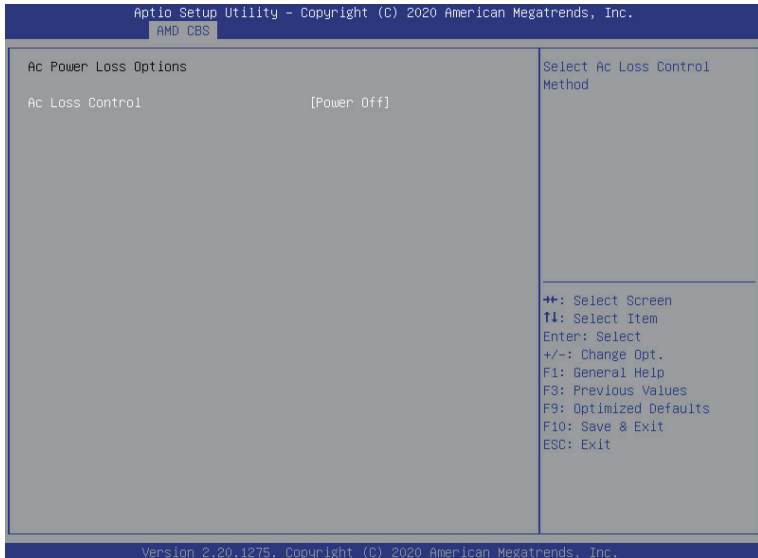 Aptio Setup Utility – Copyright (C) 2020 American Megatrends, Inc.
AMD CBS
Ac Power Loss Options
Ac Loss Control [Power Off]
Select Ac Loss Control
Method
→←: Select Screen
↑↓: Select Item
Enter: Select
+/-: Change Opt.
F1: General Help
F3: Previous Values
F9: Optimized Defaults
F10: Save & Exit
ESC: Exit
Version 2.20.1275. Copyright (C) 2020 American Megatrends, Inc.